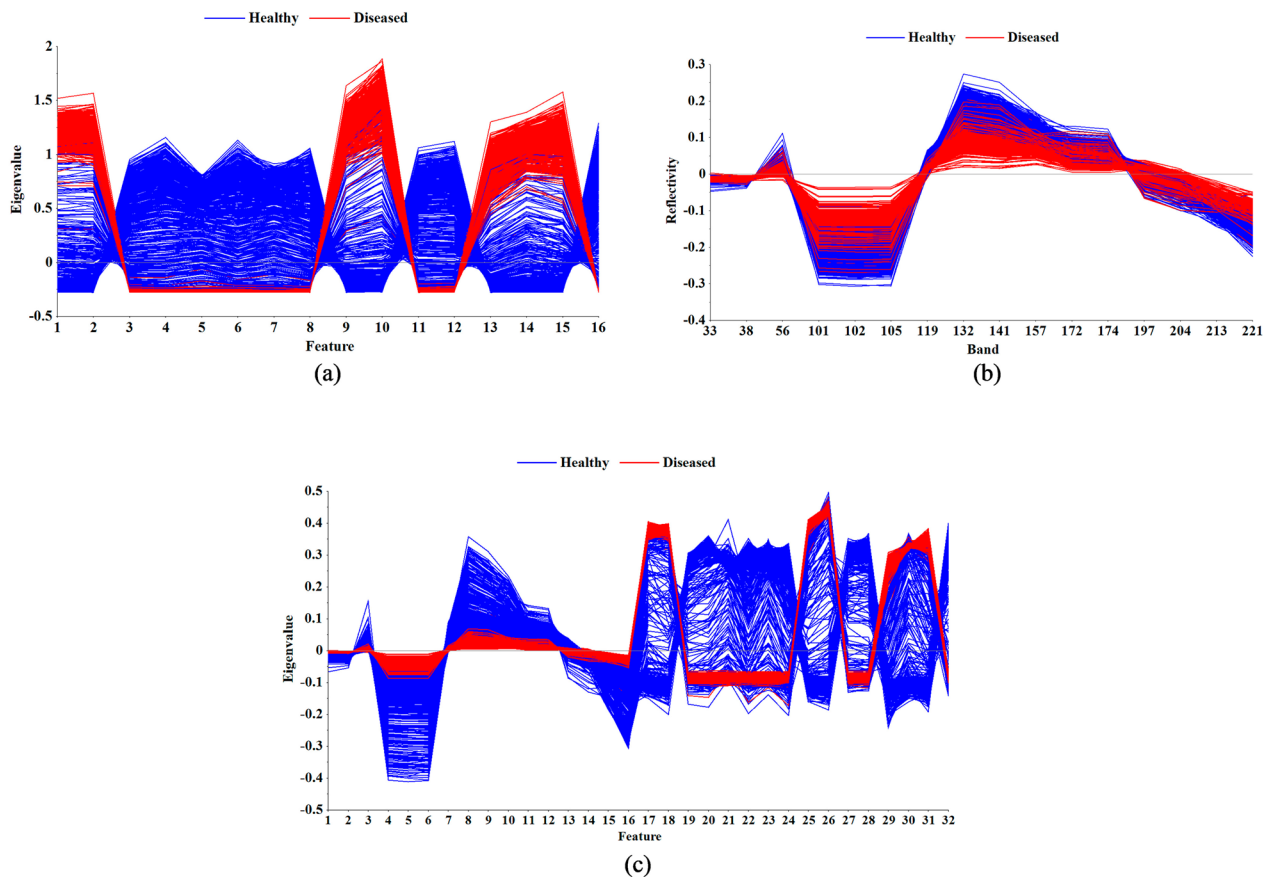 Healthy Diseased
2
1.5
1
0.5
0
-0.5
Eigenvalue
1 2 3 4 5 6 7 8 9 10 11 12 13 14 15 16
Feature
(a)
Healthy Diseased
0.3
0.2
0.1
0
-0.1
-0.2
-0.3
-0.4
Reflectivity
33 38 56 101 102 105 119 132 141 157 172 174 197 204 213 221
Band
(b)
Healthy Diseased
0.5
0.4
0.3
0.2
0.1
0
-0.1
-0.2
-0.3
-0.4
-0.5
Eigenvalue
1 2 3 4 5 6 7 8 9 10 11 12 13 14 15 16 17 18 19 20 21 22 23 24 25 26 27 28 29 30 31 32
Feature
(c)